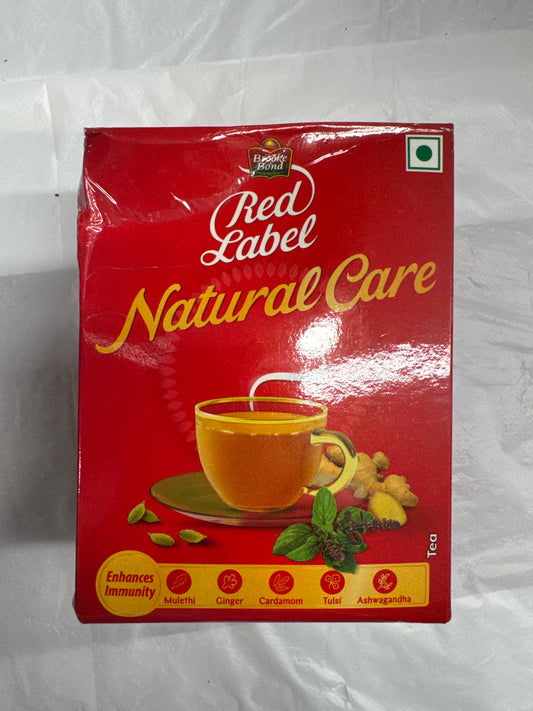 Brooke
Bond
Red
Label
Natural Care
Tea
Enhances
Immunity
Mulethi Ginger Cardamom Tulsi Ashwagandha